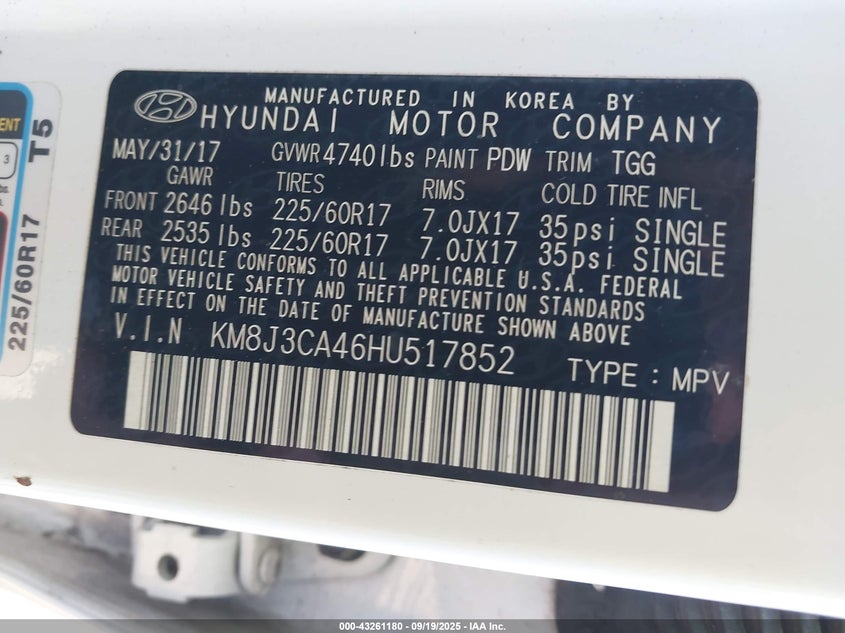 MANUFACTURED IN KOREA BY
HYUNDAI MOTOR COMPANY
MAY/31/17 GVWR 4740 lbs PAINT PDW TRIM TGG
GAWR TIRES RIMS COLD TIRE INFL
FRONT 2646 lbs 225/60R17 7.0JX17 35psi SINGLE
REAR 2535 lbs 225/60R17 7.0JX17 35psi SINGLE
THIS VEHICLE CONFORMS TO ALL APPLICABLE U.S.A. FEDERAL
MOTOR VEHICLE SAFETY AND THEFT PREVENTION STANDARDS
IN EFFECT ON THE DATE OF MANUFACTURE SHOWN ABOVE
V.I.N KM8J3CA46HU517852
TYPE : MPV
225/60R17 T5
3
000-43261180 - 09/19/2025 - IAA Inc.